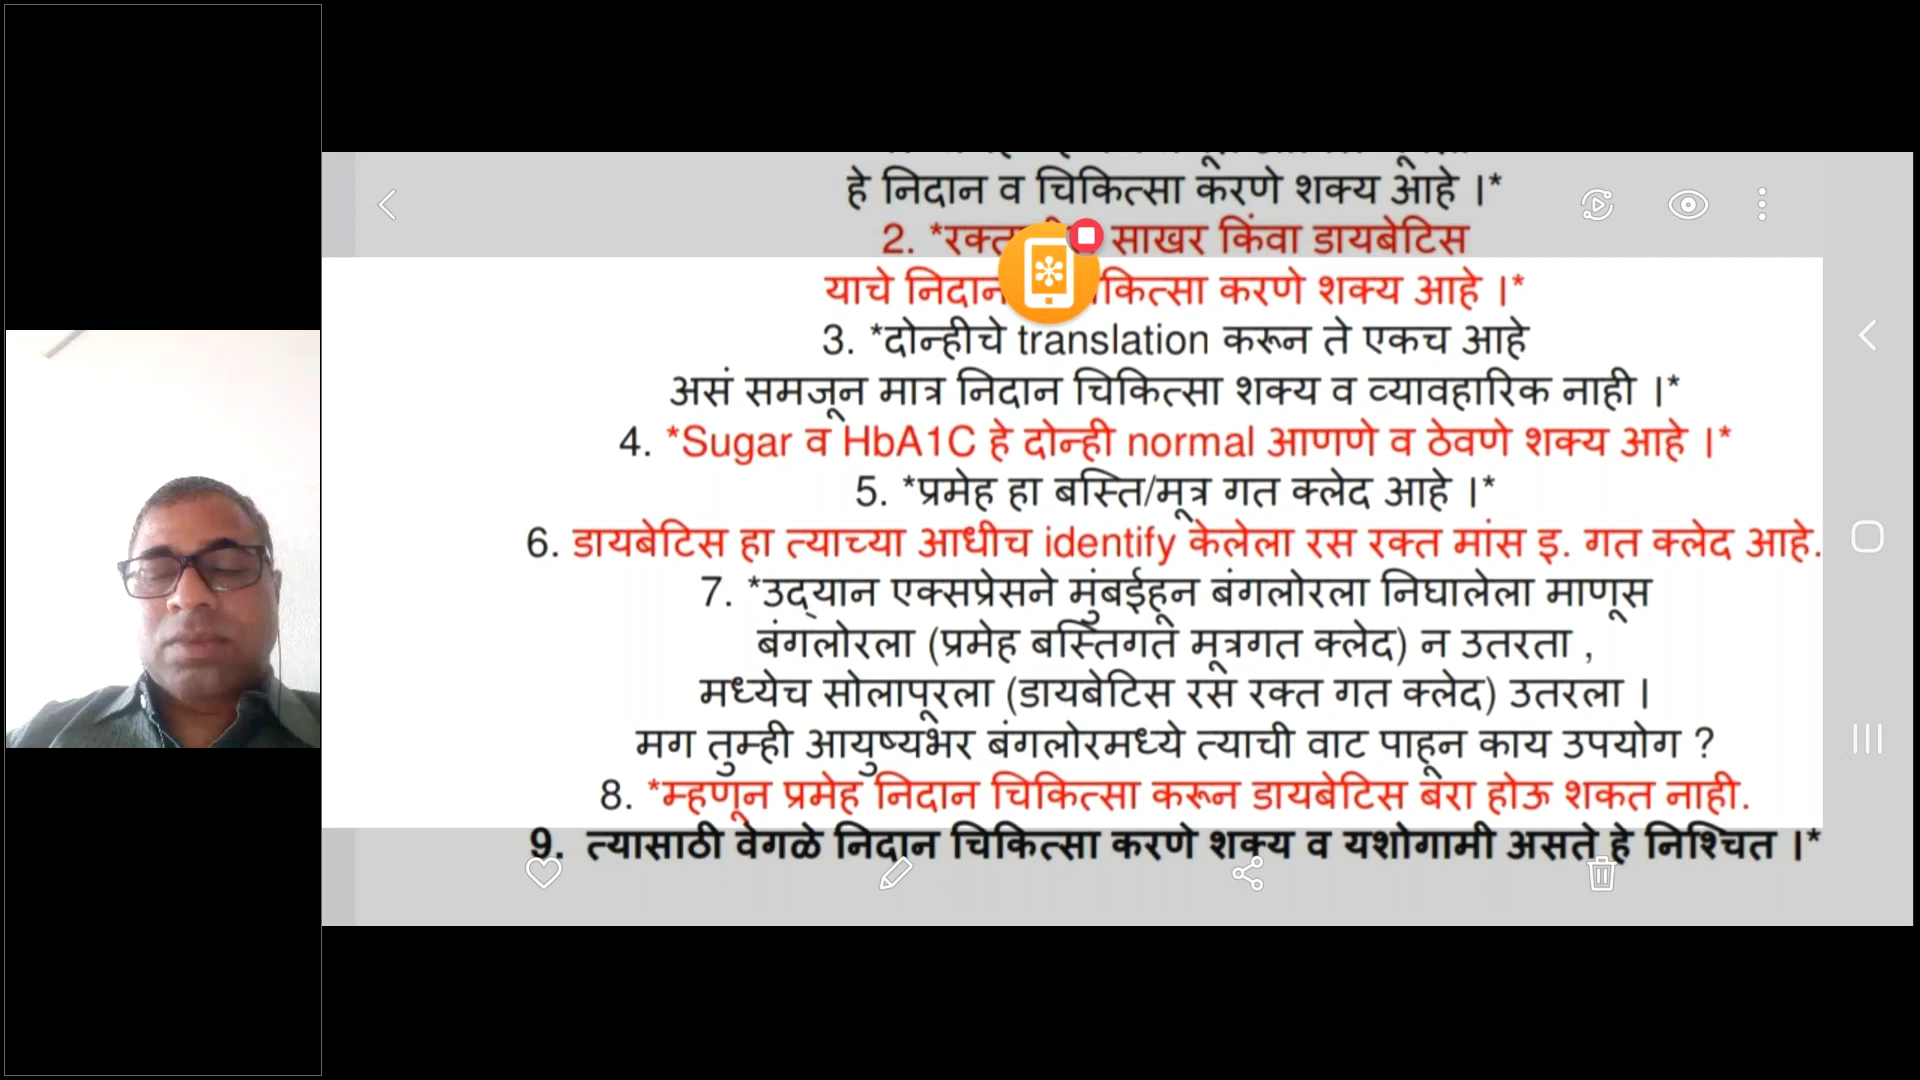 हे निदान व चिकित्सा करणे शक्य आहे ।*
2. *रक्त साखर किंवा डायबेटिस
याचे निदान किंत्सा करणे शक्य आहे ।*
3. *दोन्हीचे translation करून ते एकच आहे
असं समजून मात्र निदान चिकित्सा शक्य व व्यावहारिक नाही ।*
4. *Sugar व HbA1C हे दोन्ही normal आणणे व ठेवणे शक्य आहे ।*
5. *प्रमेह हा बस्ति/मूत्र गत क्लेद आहे ।*
6. डायबेटिस हा त्याच्या आधीच identify केलेला रस रक्त मांस इ. गत क्लेद आहे.
7. *उद्यान एक्सप्रेसने मुंबईहून बंगलोरला निघालेला माणूस
बंगलोरला (प्रमेह बस्तिगत मूत्रगत क्लेद) न उतरता ,
मध्येच सोलापूरला (डायबेटिस रस रक्त गत क्लेद) उतरला ।
मग तुम्ही आयुष्यभर बंगलोरमध्ये त्याची वाट पाहून काय उपयोग ?
8. *म्हणून प्रमेह निदान चिकित्सा करून डायबेटिस बरा होऊ शकत नाही.
9. त्यासाठी वेगळे निदान चिकित्सा करणे शक्य व यशोगामी असते हे निश्चित ।*